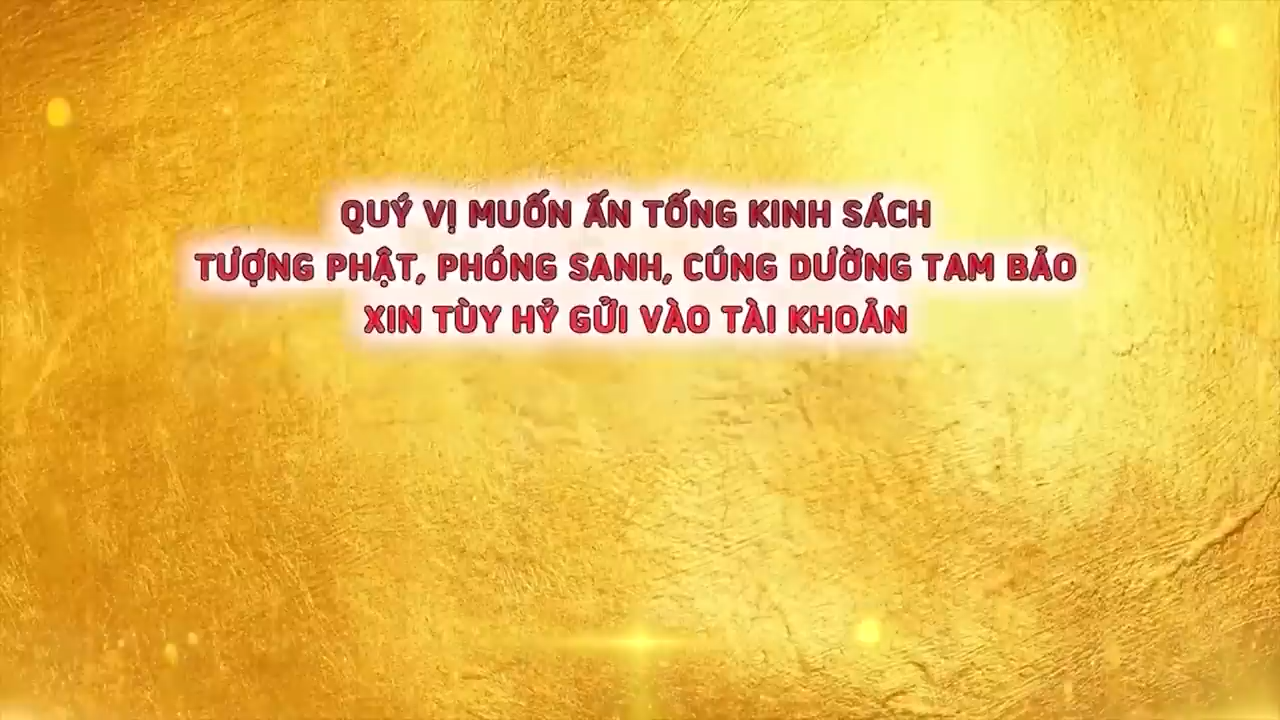 QUÝ VỊ MUỐN ẤN TỐNG KINH SÁCH
TƯỢNG PHẬT, PHÓNG SANH, CÚNG DƯỜNG TAM BẢO
XIN TÙY HỶ GỬI VÀO TÀI KHOẢN